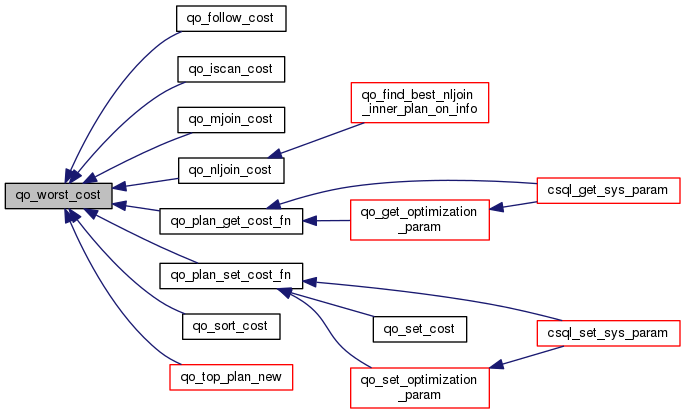 qo_follow_cost
qo_iscan_cost
qo_find_best_nljoin
_inner_plan_on_info
qo_mjoin_cost
qo_nljoin_cost
qo_worst_cost
csql_get_sys_param
qo_plan_get_cost_fn
qo_get_optimization
_param
qo_plan_set_cost_fn
qo_sort_cost
qo_set_cost
csql_set_sys_param
qo_top_plan_new
qo_set_optimization
_param